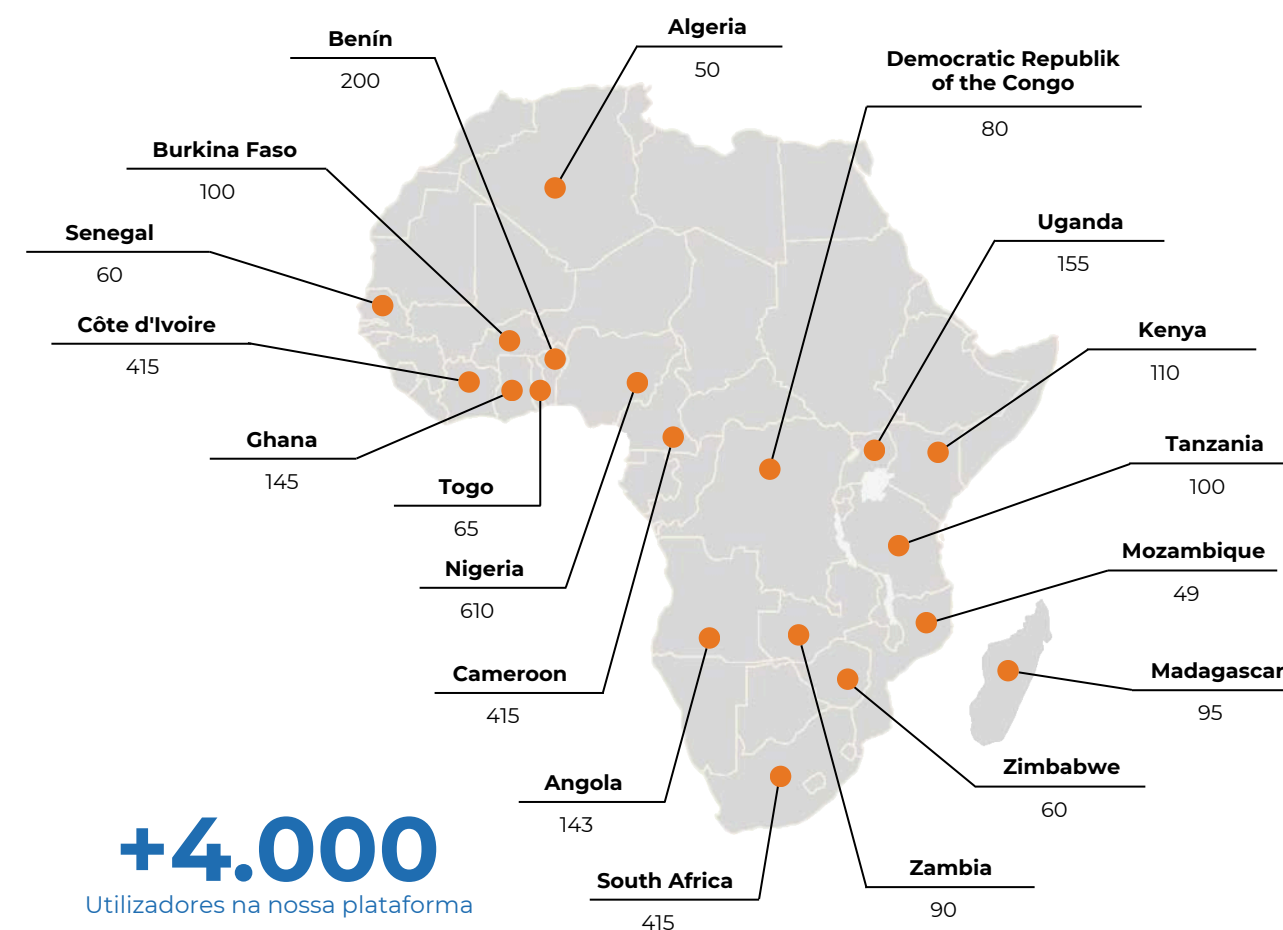 Algeria
50
Benín
200
Democratic Republik
of the Congo
80
Burkina Faso
100
Senegal
60
Uganda
155
Côte d'Ivoire
415
Kenya
110
Ghana
145
Tanzania
100
Togo
65
Mozambique
49
Nigeria
610
Cameroon
415
Madagascar
95
Angola
143
Zimbabwe
60
South Africa
415
Zambia
90
+4.000
Utilizadores na nossa plataforma